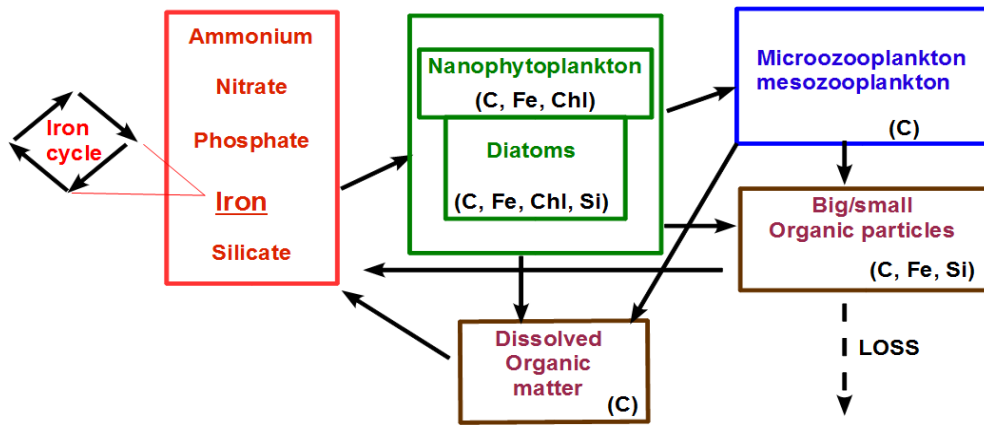 Iron
cycle
Ammonium
Nitrate
Phosphate
Iron
Silicate
Nanophytoplankton
(C, Fe, Chl)
Diatoms
(C, Fe, Chl, Si)
Microozooplankton
mesozooplankton
(C)
Big/small
Organic particles
(C, Fe, Si)
Dissolved
Organic
matter
(C)
LOSS